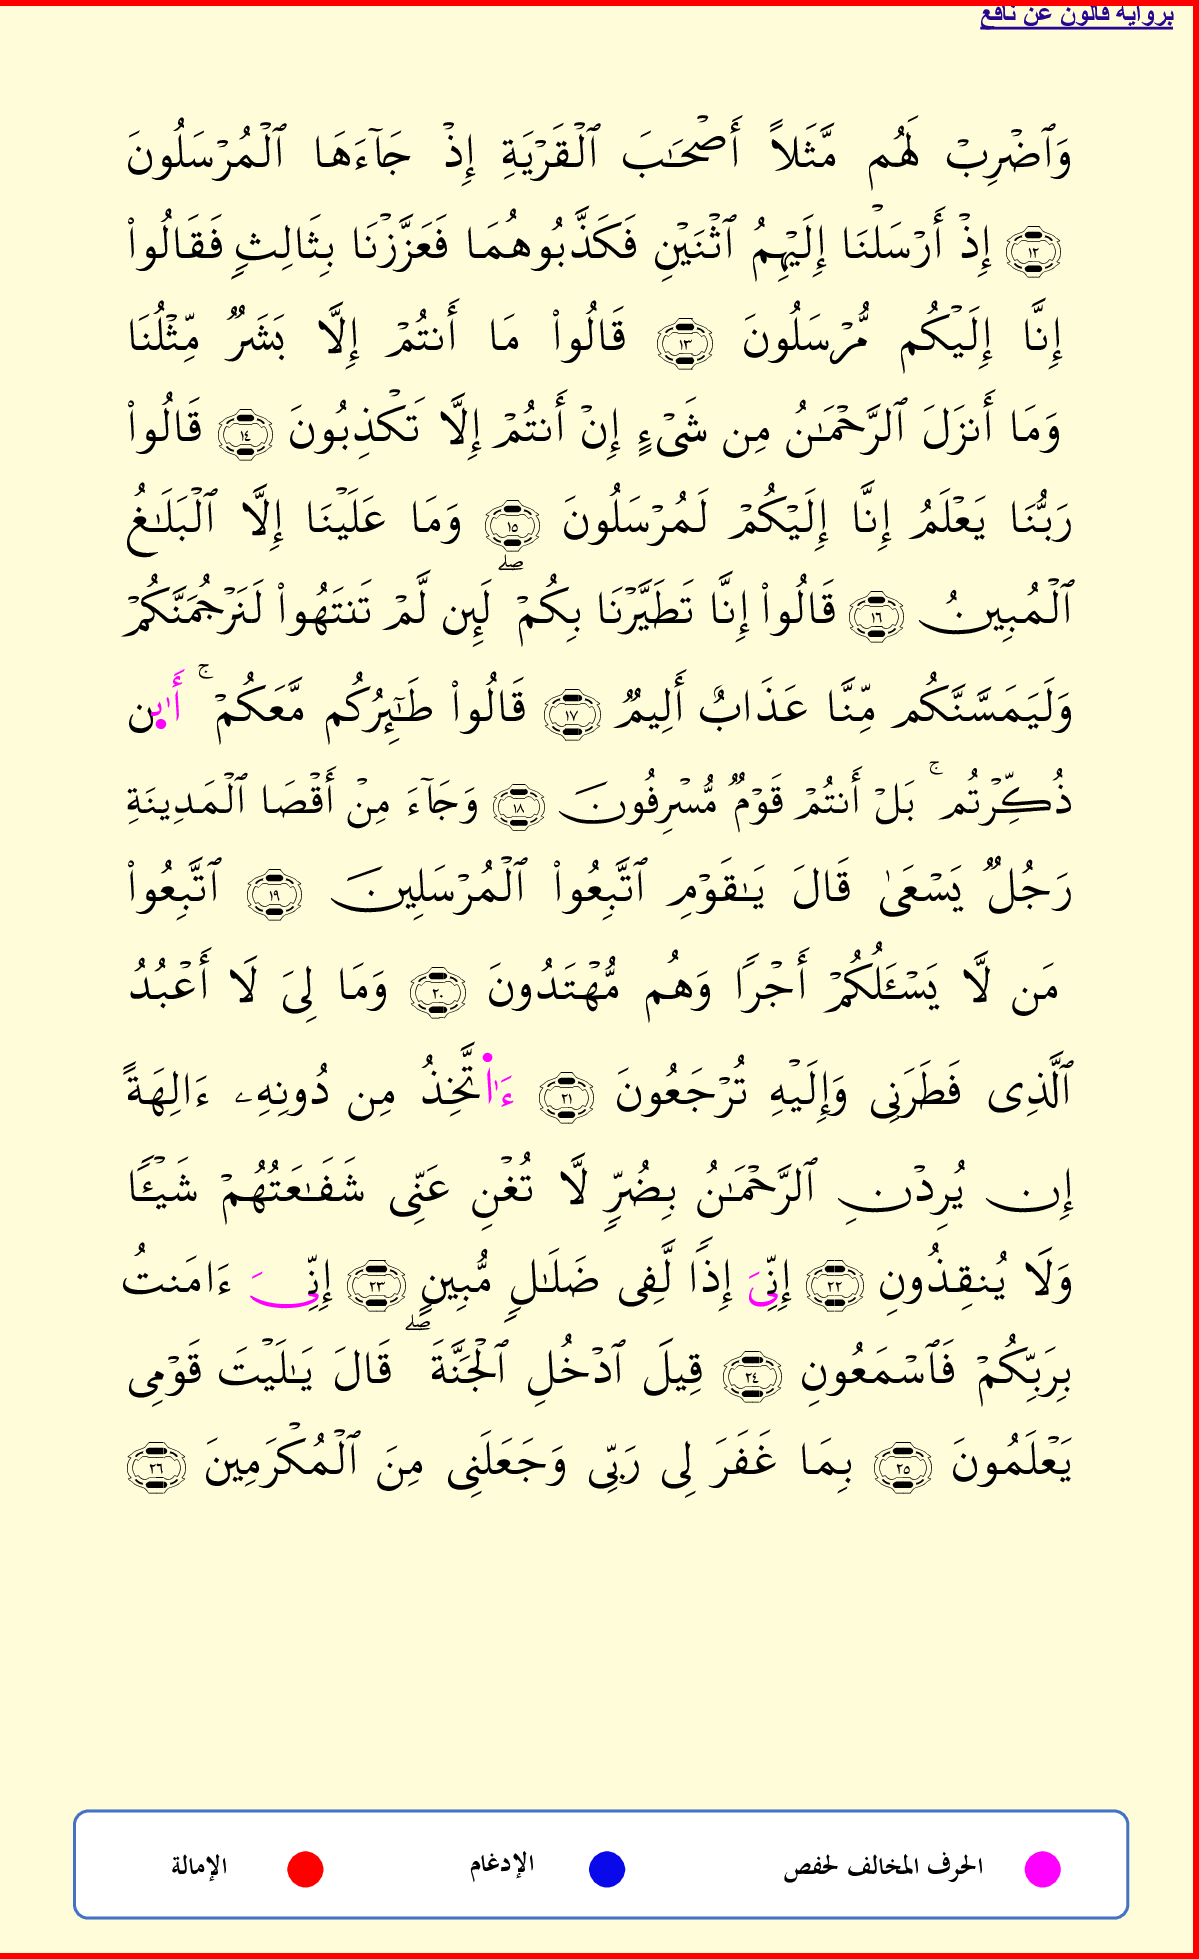 برواية قالون عن نافع
وَٱضۡرِبۡ لَهُم مَّثَلاً أَصۡحَٰبَ ٱلۡقَرۡيَةِ إِذۡ جَآءَهَا ٱلۡمُرۡسَلُونَ
١٢ إِذۡ أَرۡسَلۡنَا إِلَيۡهِمُ ٱثۡنَيۡنِ فَكَذَّبُوهُمَا فَعَزَّزۡنَا بِثَالِثٖ فَقَالُواْ
إِنَّا إِلَيۡكُم مُّرۡسَلُونَ ١٣ قَالُواْ مَا أَنتُمۡ إِلَّا بَشَرٞ مِّثۡلُنَا
وَمَا أَنزَلَ ٱلرَّحۡمَٰنُ مِن شَيۡءٍ إِنۡ أَنتُمۡ إِلَّا تَكۡذِبُونَ ١٤ قَالُواْ
رَبُّنَا يَعۡلَمُ إِنَّا إِلَيۡكُمۡ لَمُرۡسَلُونَ ١٥ وَمَا عَلَيۡنَا إِلَّا ٱلۡبَلَٰغُ
ٱلۡمُبِينُ ١٦ قَالُواْ إِنَّا تَطَيَّرۡنَا بِكُمۡۖ لَئِن لَّمۡ تَنتَهُواْ لَنَرۡجُمَنَّكُمۡ
وَلَيَمَسَّنَّكُم مِّنَّا عَذَابٌ أَلِيمٞ ١٧ قَالُواْ طَٰٓئِرُكُم مَّعَكُمۡۚ أَٰئِن
ذُكِّرۡتُمۚ بَلۡ أَنتُمۡ قَوۡمٞ مُّسۡرِفُونَ ١٨ وَجَآءَ مِنۡ أَقۡصَا ٱلۡمَدِينَةِ
رَجُلٞ يَسۡعَىٰ قَالَ يَٰقَوۡمِ ٱتَّبِعُواْ ٱلۡمُرۡسَلِينَ ١٩ ٱتَّبِعُواْ
مَن لَّا يَسۡـَٔلُكُمۡ أَجۡرٗا وَهُم مُّهۡتَدُونَ ٢٠ وَمَا لِيَ لَا أَعۡبُدُ
ٱلَّذِي فَطَرَنِي وَإِلَيۡهِ تُرۡجَعُونَ ٢١ ءَٰا۬تَّخِذُ مِن دُونِهِۦ ءَالِهَةً
إِن يُرِدۡنِ ٱلرَّحۡمَٰنُ بِضُرّٖ لَّا تُغۡنِ عَنِّي شَفَٰعَتُهُمۡ شَيۡـٔٗا
وَلَا يُنقِذُونِ ٢٢ إِنِّيَ إِذٗا لَّفِي ضَلَٰلٖ مُّبِينٍ ٢٣ إِنِّيَ ءَامَنتُ
بِرَبِّكُمۡ فَٱسۡمَعُونِ ٢٤ قِيلَ ٱدۡخُلِ ٱلۡجَنَّةَۖ قَالَ يَٰلَيۡتَ قَوۡمِي
يَعۡلَمُونَ ٢٥ بِمَا غَفَرَ لِي رَبِّي وَجَعَلَنِي مِنَ ٱلۡمُكۡرَمِينَ ٢٦
الحرف المخالف لحفص الإدغام الإمالة